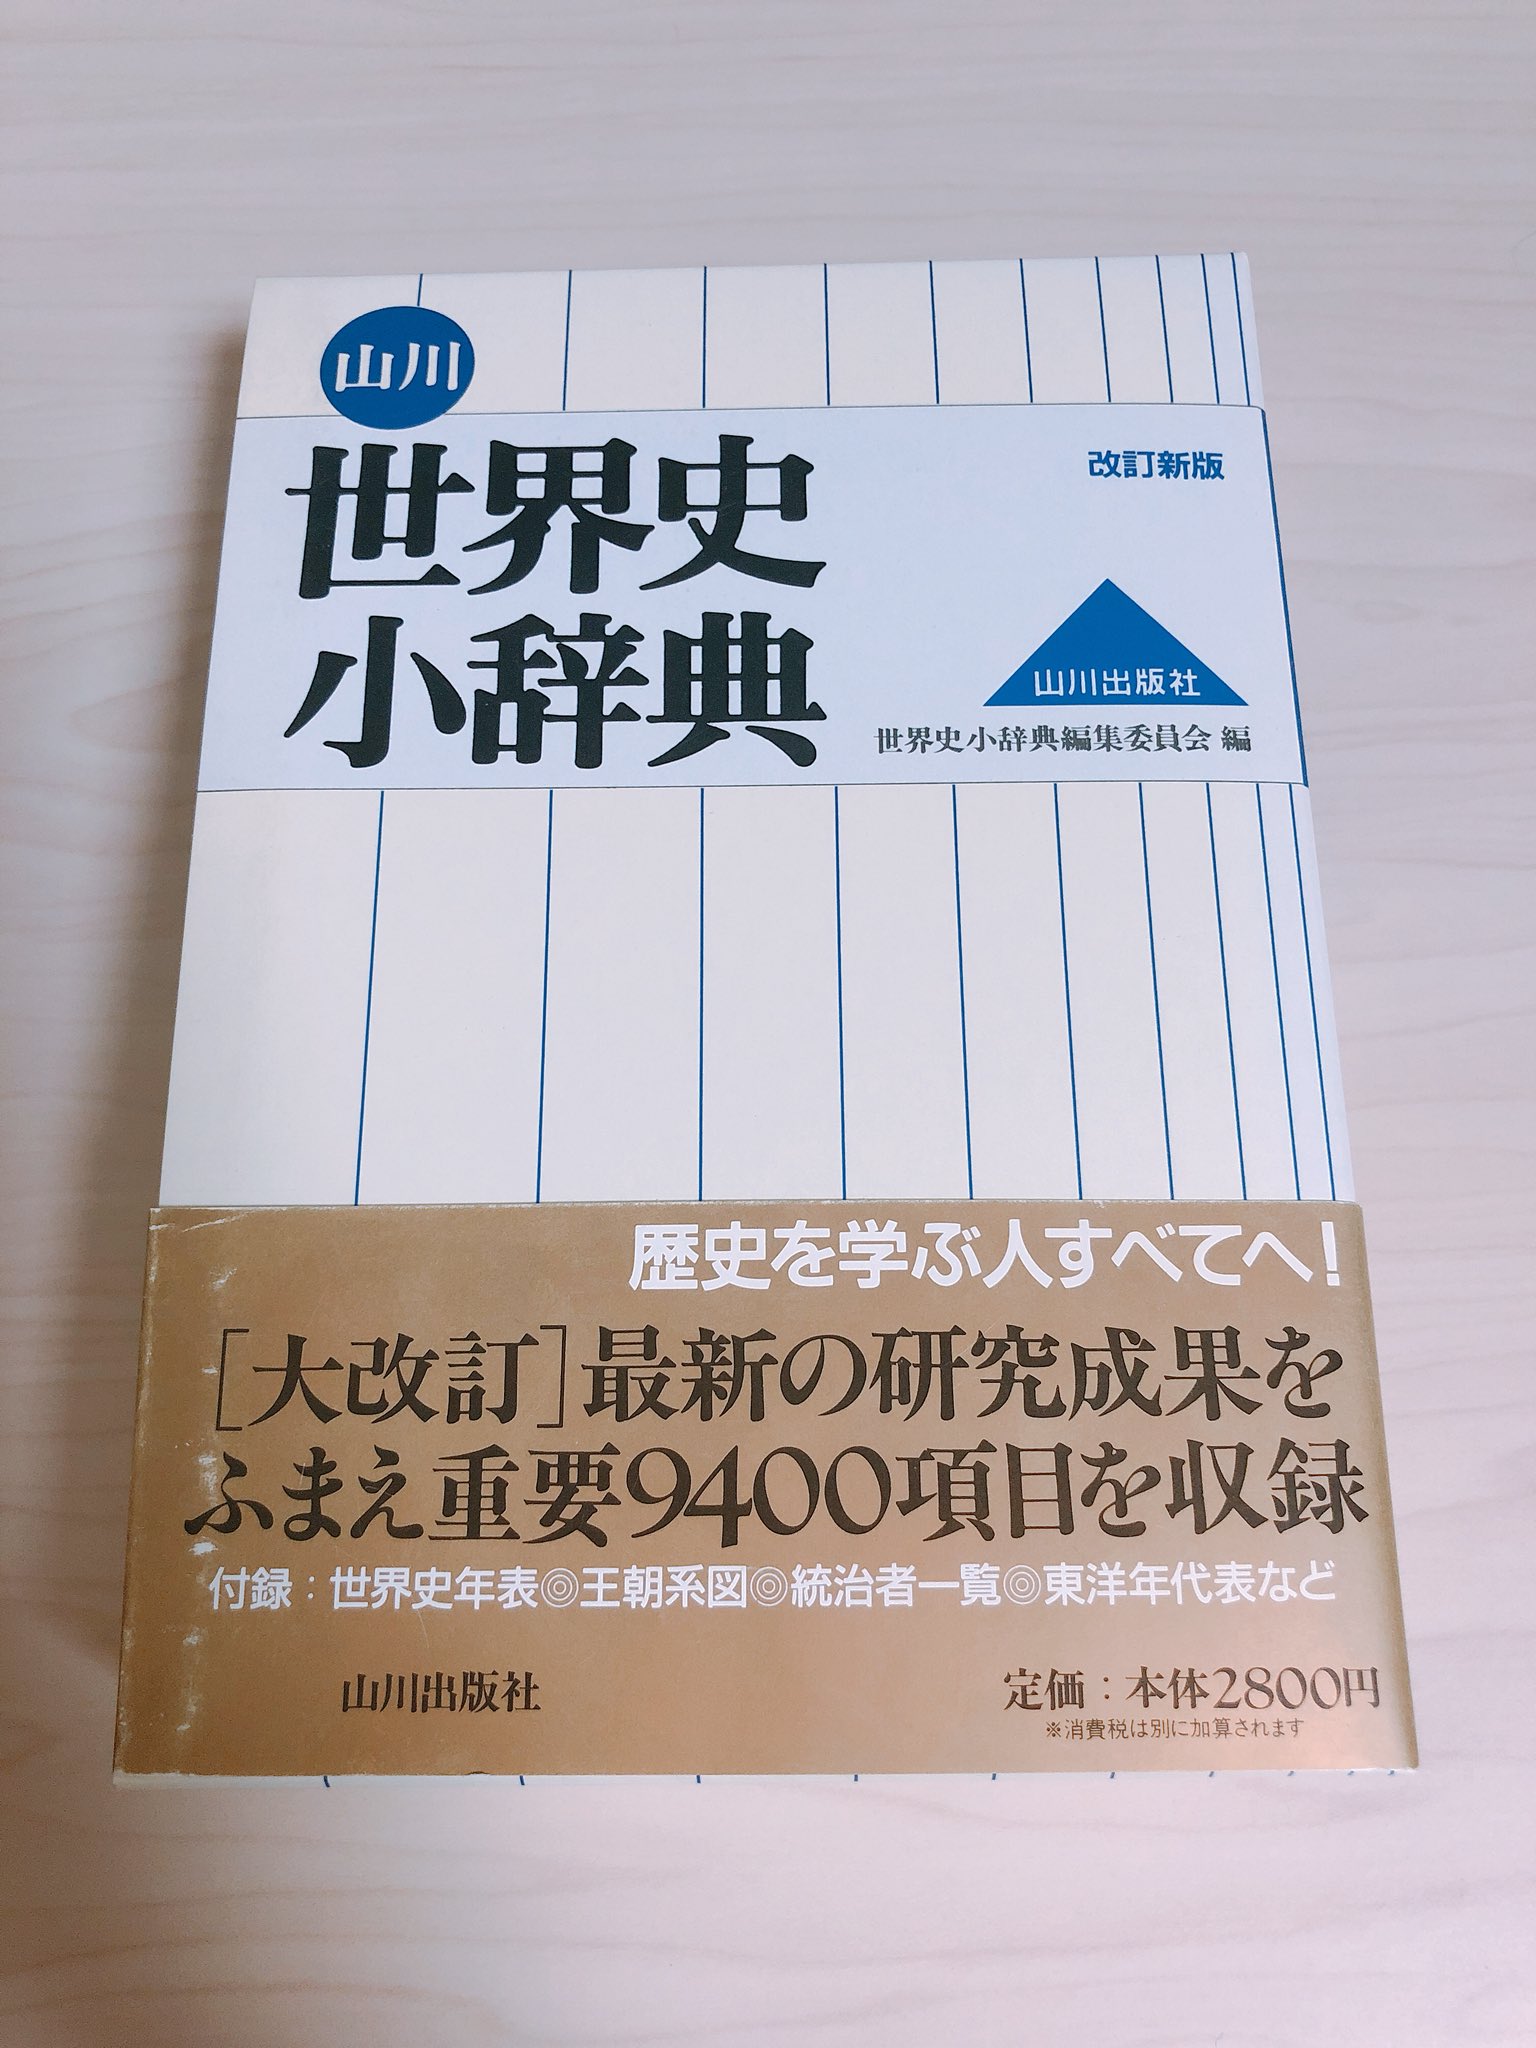 山川
世界史
小辞典
改訂新版
山川出版社
世界史小辞典編集委員会 編
歴史を学ぶ人すべてへ!
[大改訂]最新の研究成果を
ふまえ重要9400項目を収録
付録:世界史年表◎王朝系図◎統治者一覧◎東洋年代表など
山川出版社
定価:本体2800円
※消費税は別に加算されます